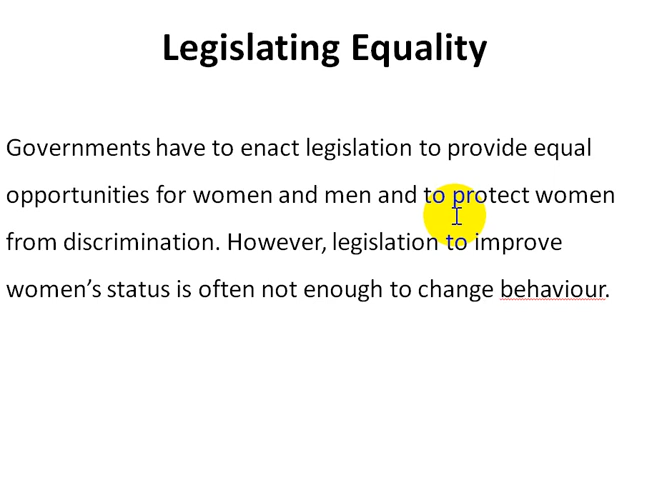 Legislating Equality
Governments have to enact legislation to provide equal
opportunities for women and men and to protect women
from discrimination. However, legislation to improve
women’s status is often not enough to change behaviour.